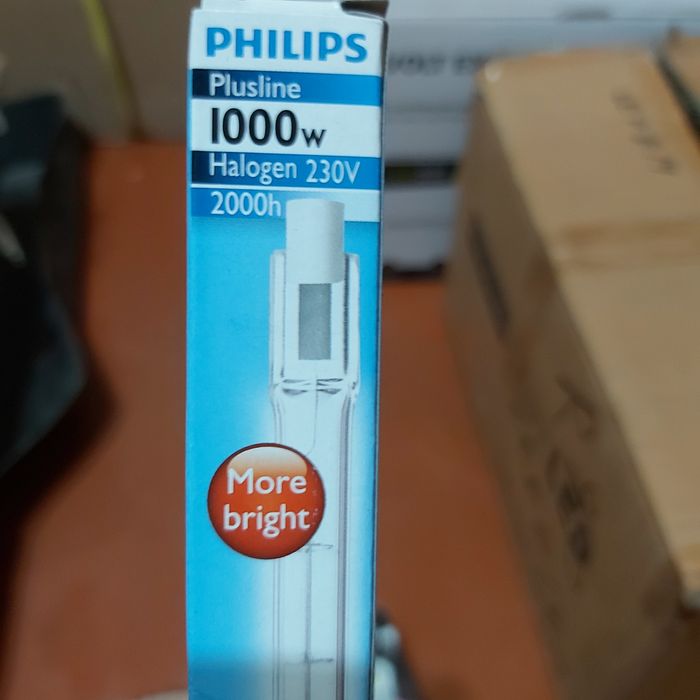 PHILIPS
Plusline
1000w
Halogen 230V
2000h
More
bright